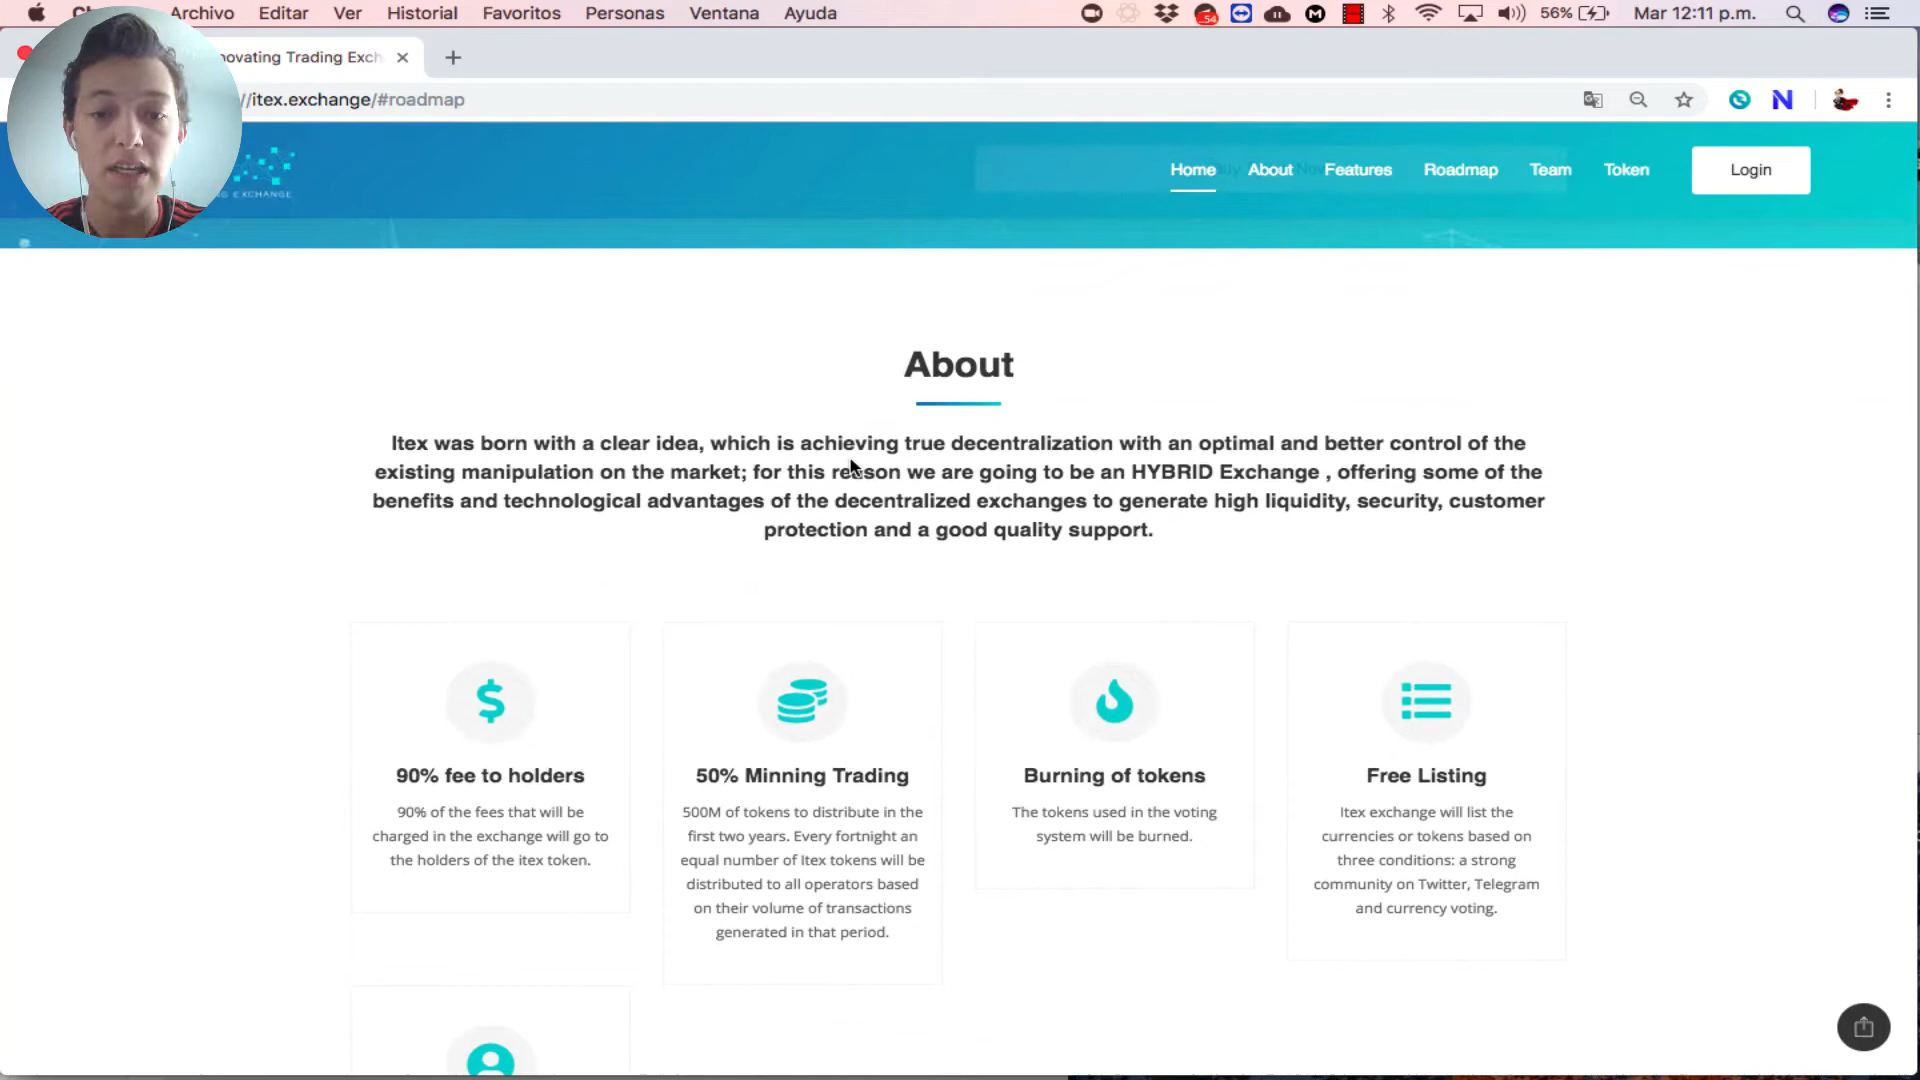 Archivo Editar Ver Historial Favoritos Personas Ventana Ayuda
54
56%
Mar 12:11 p.m.
novating Trading Exch
//itex.exchange/#roadmap
G EXCHANGE
Home About Features Roadmap Team Token
Login
About
Itex was born with a clear idea, which is achieving true decentralization with an optimal and better control of the
existing manipulation on the market; for this reason we are going to be an HYBRID Exchange , offering some of the
benefits and technological advantages of the decentralized exchanges to generate high liquidity, security, customer
protection and a good quality support.
90% fee to holders
90% of the fees that will be
charged in the exchange will go to
the holders of the itex token.
50% Minning Trading
500M of tokens to distribute in the
first two years. Every fortnight an
equal number of Itex tokens will be
distributed to all operators based
on their volume of transactions
generated in that period.
Burning of tokens
The tokens used in the voting
system will be burned.
Free Listing
Itex exchange will list the
currencies or tokens based on
three conditions: a strong
community on Twitter, Telegram
and currency voting.